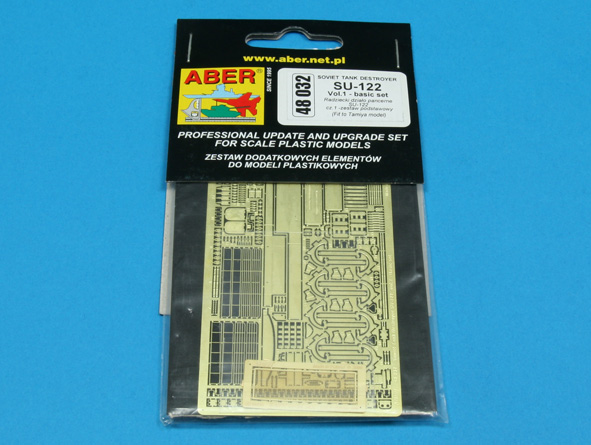 www.aber.net.pl
ABER
SINCE 1995
48 032
SOVIET TANK DESTROYER
SU-122
Vol.1 - basic set
Radziecki działo pancerne
SU-122
cz.1 -zestaw podstawowy
(Fit to Tamiya model)
PROFESSIONAL UPDATE AND UPGRADE SET
FOR SCALE PLASTIC MODELS
ZESTAW DODATKOWYCH ELEMENTÓW
DO MODELI PLASTIKOWYCH